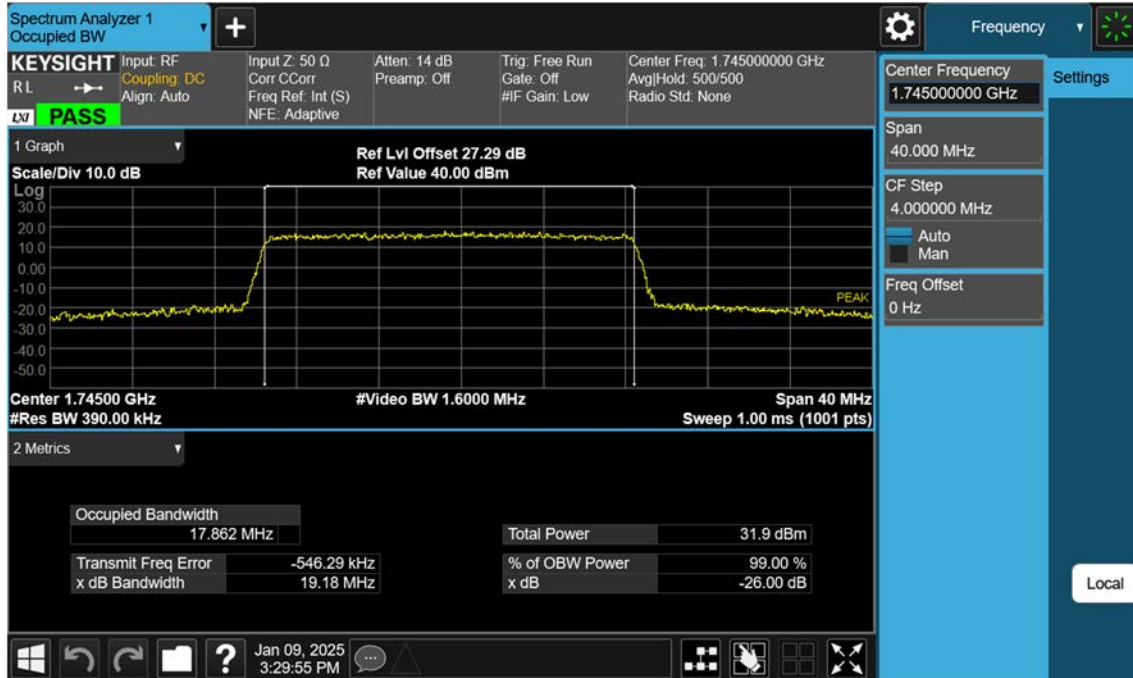 Spectrum Analyzer 1
Occupied BW
Frequency
KEYSIGHT
R L
LXI
PASS
Input: RF
Coupling: DC
Align: Auto
Input Z: 50 Ω
Corr CCorr
Freq Ref: Int (S)
NFE: Adaptive
Atten: 14 dB
Preamp: Off
Trig: Free Run
Gate: Off
#IF Gain: Low
Center Freq: 1.745000000 GHz
Avg|Hold: 500/500
Radio Std: None
Center Frequency
1.745000000 GHz
Settings
Span
40.000 MHz
CF Step
4.000000 MHz
Auto
Man
Freq Offset
0 Hz
Local
1 Graph
Scale/Div 10.0 dB
Ref Lvl Offset 27.29 dB
Ref Value 40.00 dBm
Log
30.0
20.0
10.0
0.00
-10.0
-20.0
-30.0
-40.0
-50.0
PEAK
Center 1.74500 GHz
#Video BW 1.6000 MHz
Span 40 MHz
#Res BW 390.00 kHz
Sweep 1.00 ms (1001 pts)
2 Metrics
Occupied Bandwidth
17.862 MHz
Total Power 31.9 dBm
Transmit Freq Error -546.29 kHz
% of OBW Power 99.00 %
x dB Bandwidth 19.18 MHz
x dB -26.00 dB
?
Jan 09, 2025
3:29:55 PM